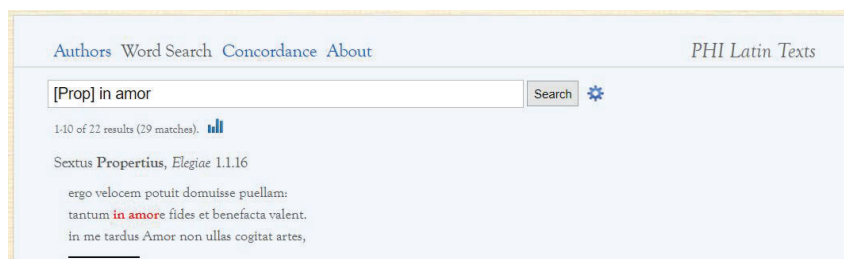 Authors Word Search Concordance About PHI Latin Texts
[Prop] in amor Search
1-10 of 22 results (29 matches).
Sextus Propertius, Elegiae 1.1.16
ergo velocem potuit domuisse puellam:
tantum in amore fides et benefacta valent.
in me tardus Amor non ullas cogitat artes,